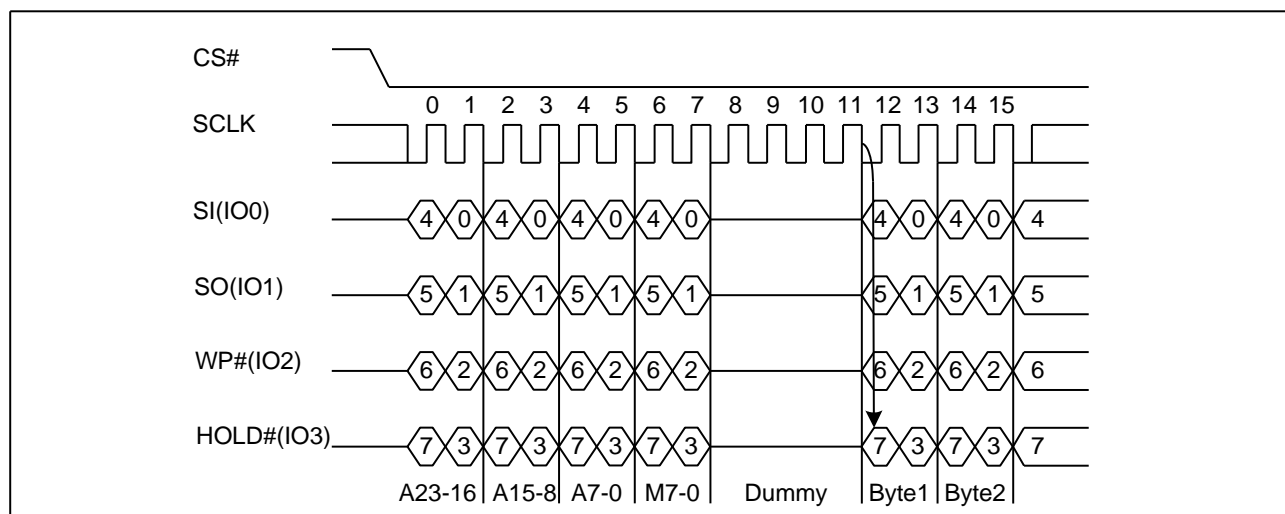 CS#
0 1 2 3 4 5 6 7 8 9 10 11 12 13 14 15
SCLK
SI(IO0) 4 0 4 0 4 0 4 0 4 0 4 0 4
SO(IO1) 5 1 5 1 5 1 5 1 5 1 5 1 5
WP#(IO2) 6 2 6 2 6 2 6 2 6 2 6 2 6
HOLD#(IO3) 7 3 7 3 7 3 7 3 7 3 7 3 7
A23-16 A15-8 A7-0 M7-0 Dummy Byte1 Byte2